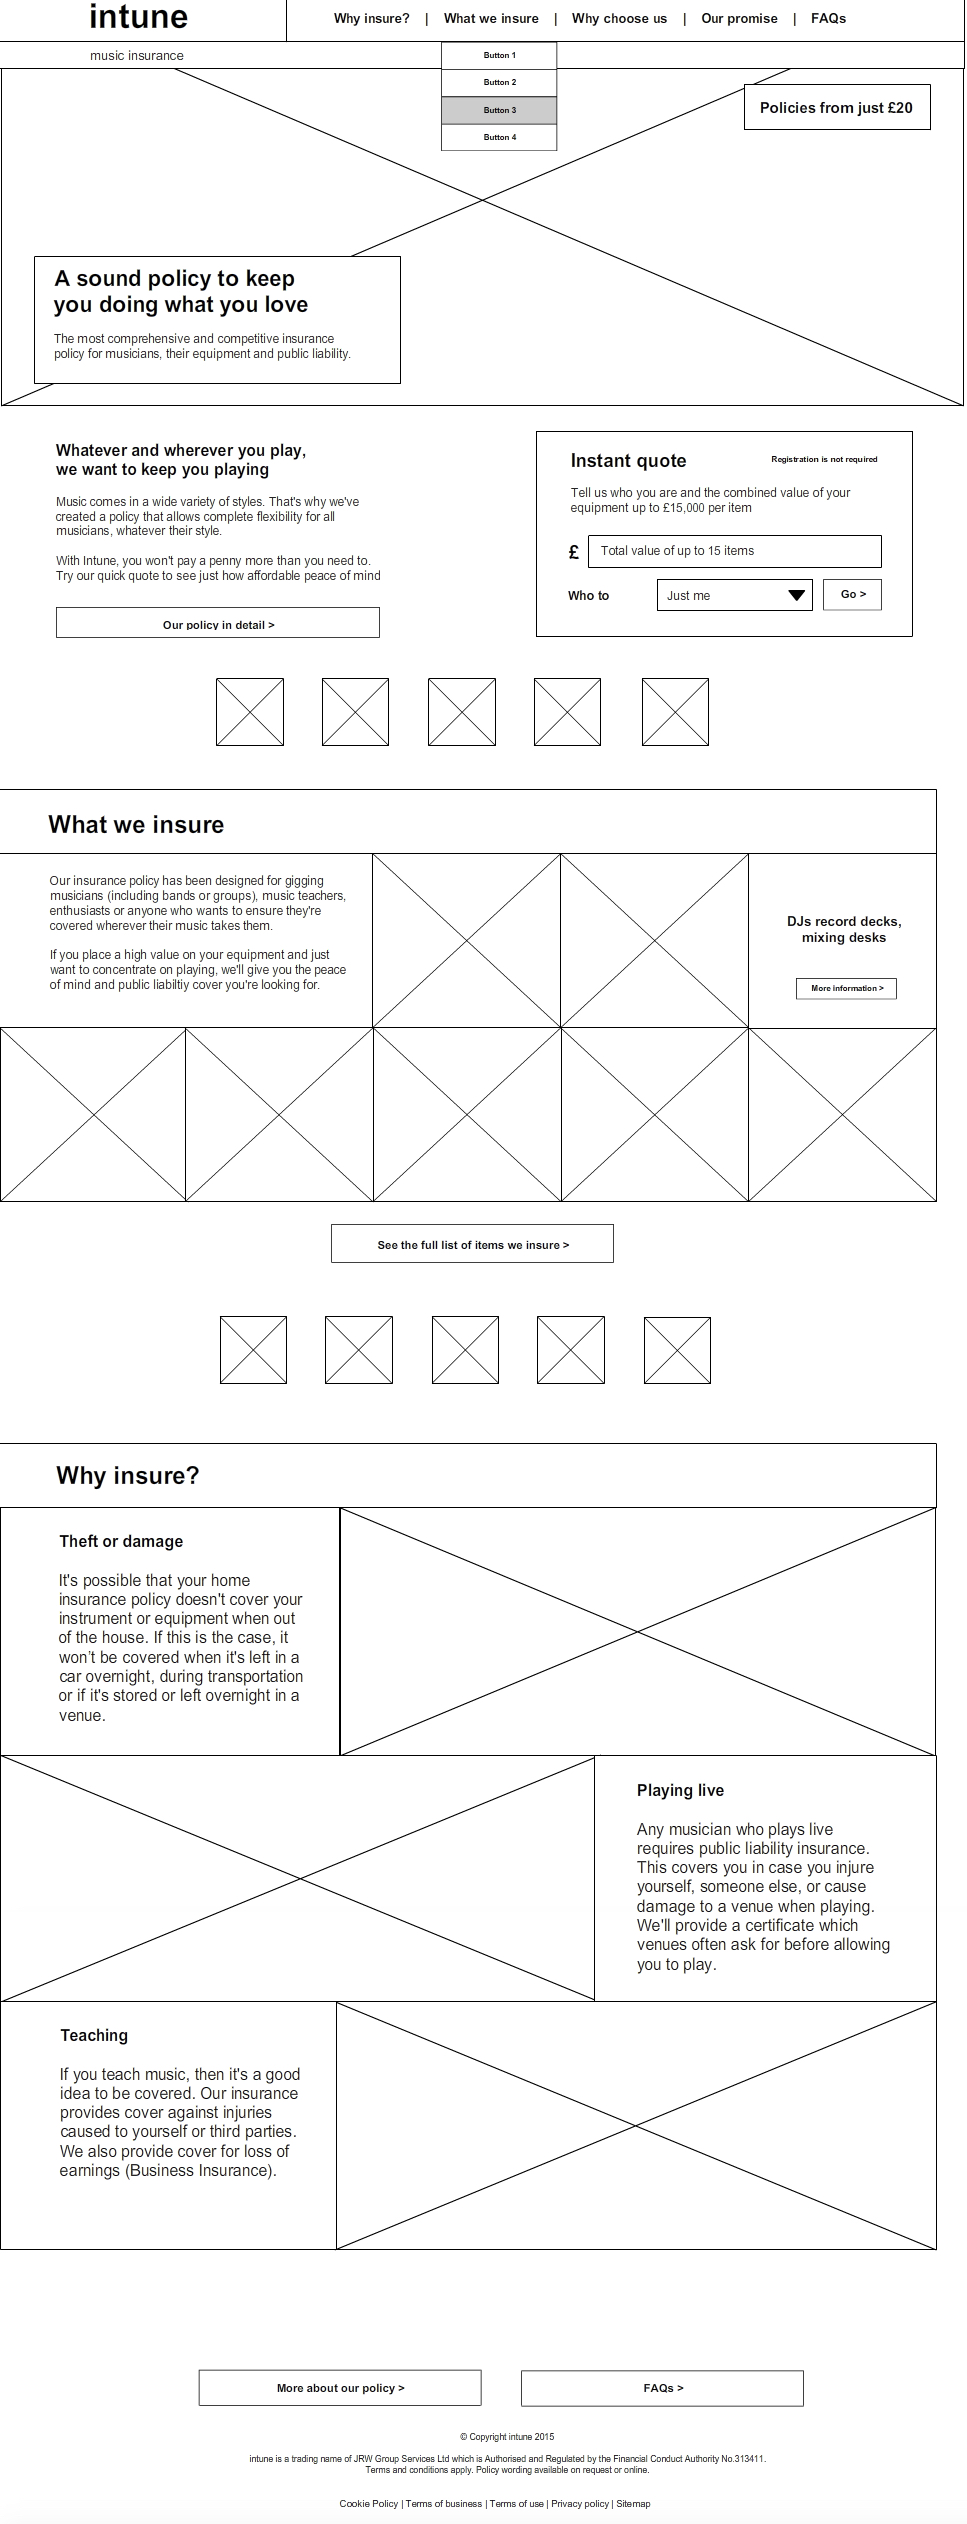 intune
Why insure? | What we insure | Why choose us | Our promise | FAQs
music insurance
Button 1
Button 2
Button 3
Button 4
Policies from just £20
A sound policy to keep
you doing what you love
The most comprehensive and competitive insurance
policy for musicians, their equipment and public liability.
Whatever and wherever you play,
we want to keep you playing
Music comes in a wide variety of styles. That's why we've
created a policy that allows complete flexibility for all
musicians, whatever their style.
With Intune, you won't pay a penny more than you need to.
Try our quick quote to see just how affordable peace of mind
Our policy in detail >
Instant quote
Registration is not required
Tell us who you are and the combined value of your
equipment up to £15,000 per item
£ Total value of up to 15 items
Who to Just me Go >
What we insure
Our insurance policy has been designed for gigging
musicians (including bands or groups), music teachers,
enthusiasts or anyone who wants to ensure they're
covered wherever their music takes them.
If you place a high value on your equipment and just
want to concentrate on playing, we'll give you the peace
of mind and public liabiltiy cover you're looking for.
DJs record decks,
mixing desks
More information >
See the full list of items we insure >
Why insure?
Theft or damage
It's possible that your home
insurance policy doesn't cover your
instrument or equipment when out
of the house. If this is the case, it
won't be covered when it's left in a
car overnight, during transportation
or if it's stored or left overnight in a
venue.
Playing live
Any musician who plays live
requires public liability insurance.
This covers you in case you injure
yourself, someone else, or cause
damage to a venue when playing.
We'll provide a certificate which
venues often ask for before allowing
you to play.
Teaching
If you teach music, then it's a good
idea to be covered. Our insurance
provides cover against injuries
caused to yourself or third parties.
We also provide cover for loss of
earnings (Business Insurance).
More about our policy >
FAQs >
© Copyright intune 2015
intune is a trading name of JRW Group Services Ltd which is Authorised and Regulated by the Financial Conduct Authority No.313411.
Terms and conditions apply. Policy wording available on request or online.
Cookie Policy | Terms of business | Terms of use | Privacy policy | Sitemap